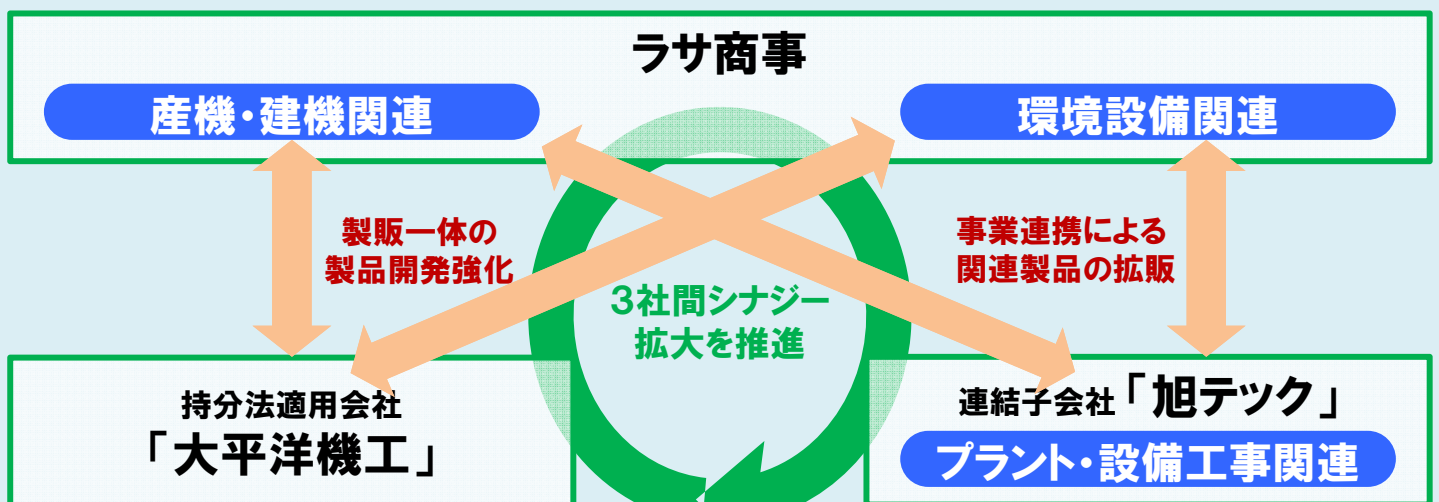 ラサ商事
産機・建機関連
環境設備関連
製販一体の
製品開発強化
事業連携による
関連製品の拡販
3社間シナジー
拡大を推進
持分法適用会社
「大平洋機工」
連結子会社「旭テック」
プラント・設備工事関連